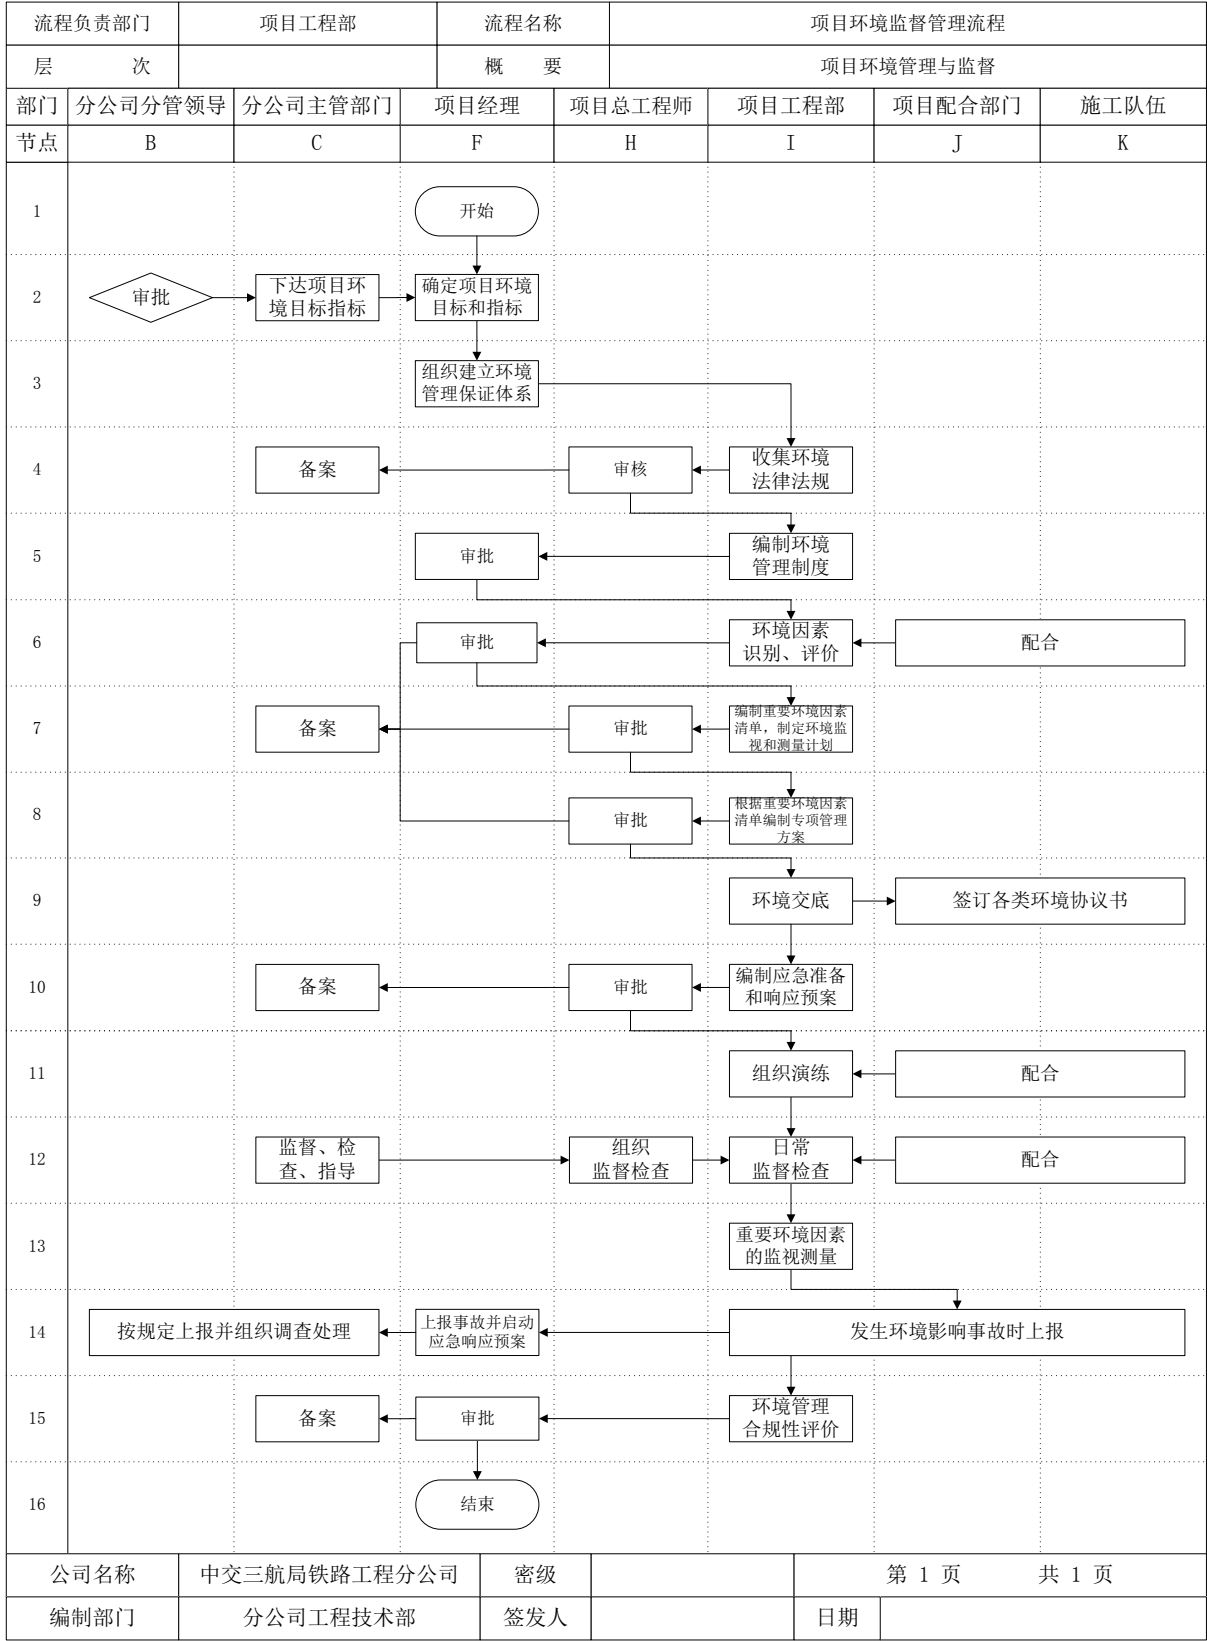 流程负责部门 项目工程部 流程名称 项目环境监督管理流程
层 次 概 要 项目环境管理与监督
部门 分公司分管领导 分公司主管部门 项目经理 项目总工程师 项目工程部 项目配合部门 施工队伍
节点 B C F H I J K
1 开始
2 审批 下达项目环 确定项目环境
境目标指标 目标和指标
3 组织建立环境
管理保证体系
4 备案 审核 收集环境
法律法规
5 审批 编制环境
管理制度
6 审批 环境因素 配合
识别、评价
7 备案 审批 编制重要环境因素
清单，制定环境监
视和测量计划
8 审批 根据重要环境因素
清单编制专项管理
方案
9 环境交底 签订各类环境协议书
10 备案 审批 编制应急准备
和响应预案
11 组织演练 配合
12 监督、检 组织 日常 配合
查、指导 监督检查 监督检查
13 重要环境因素
的监视测量
14 按规定上报并组织调查处理 上报事故并启动 发生环境影响事故时上报
应急响应预案
15 备案 审批 环境管理
合规性评价
16 结束
公司名称 中交三航局铁路工程分公司 密级 第 1 页 共 1 页
编制部门 分公司工程技术部 签发人 日期